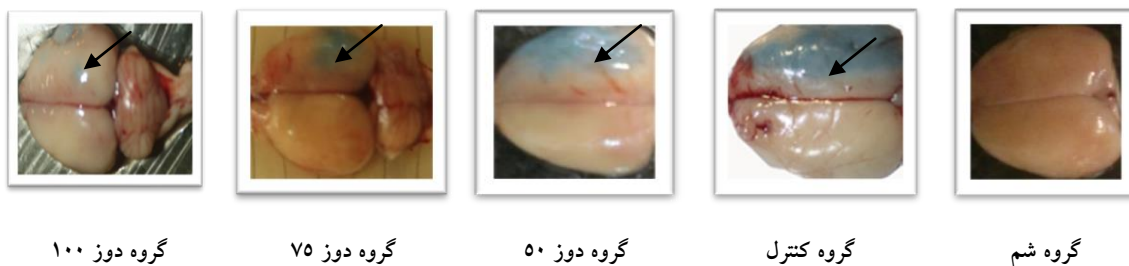 گروه شم
گروه کنترل
گروه دوز ۵۰
گروه دوز ۷۵
گروه دوز ۱۰۰